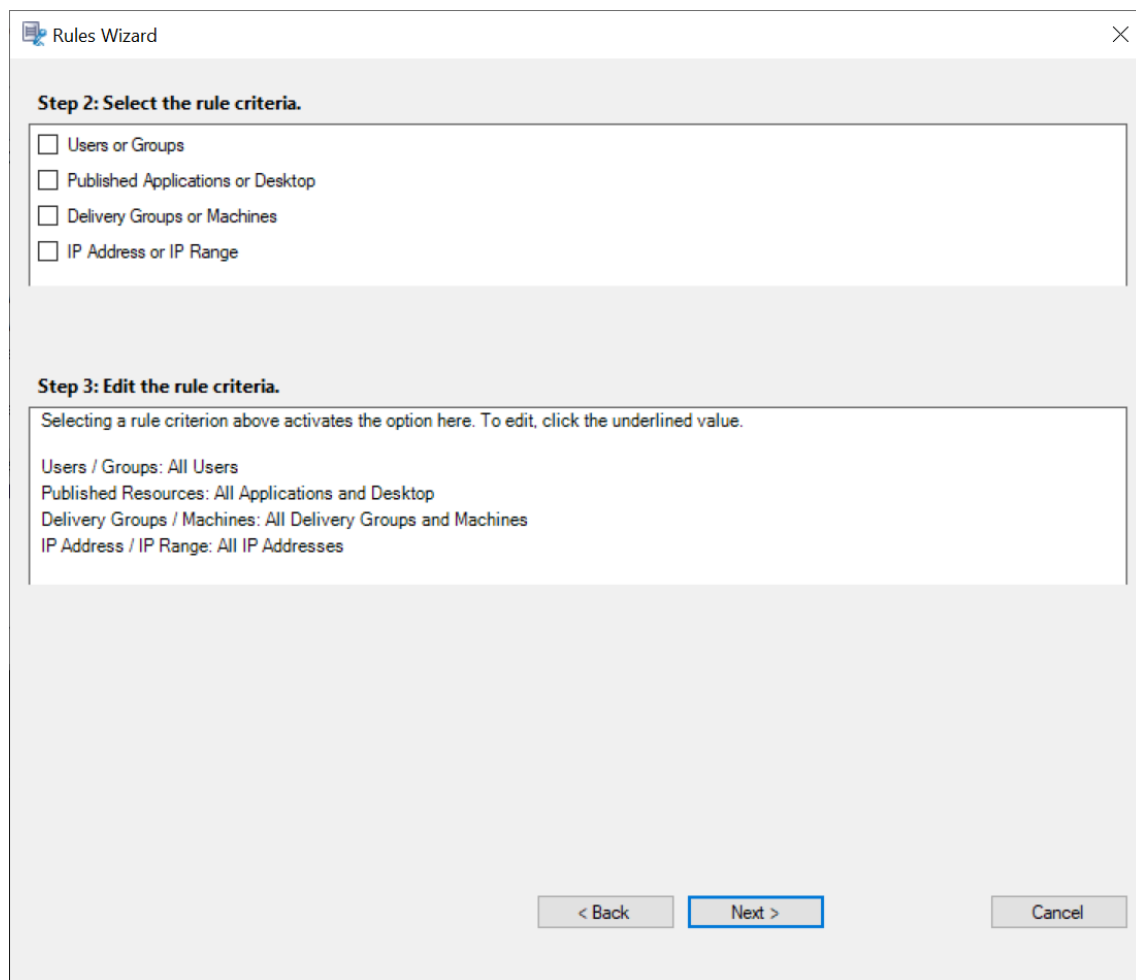 Rules Wizard
Step 2: Select the rule criteria.
Users or Groups
Published Applications or Desktop
Delivery Groups or Machines
IP Address or IP Range
Step 3: Edit the rule criteria.
Selecting a rule criterion above activates the option here. To edit, click the underlined value.
Users / Groups: All Users
Published Resources: All Applications and Desktop
Delivery Groups / Machines: All Delivery Groups and Machines
IP Address / IP Range: All IP Addresses
< Back Next > Cancel